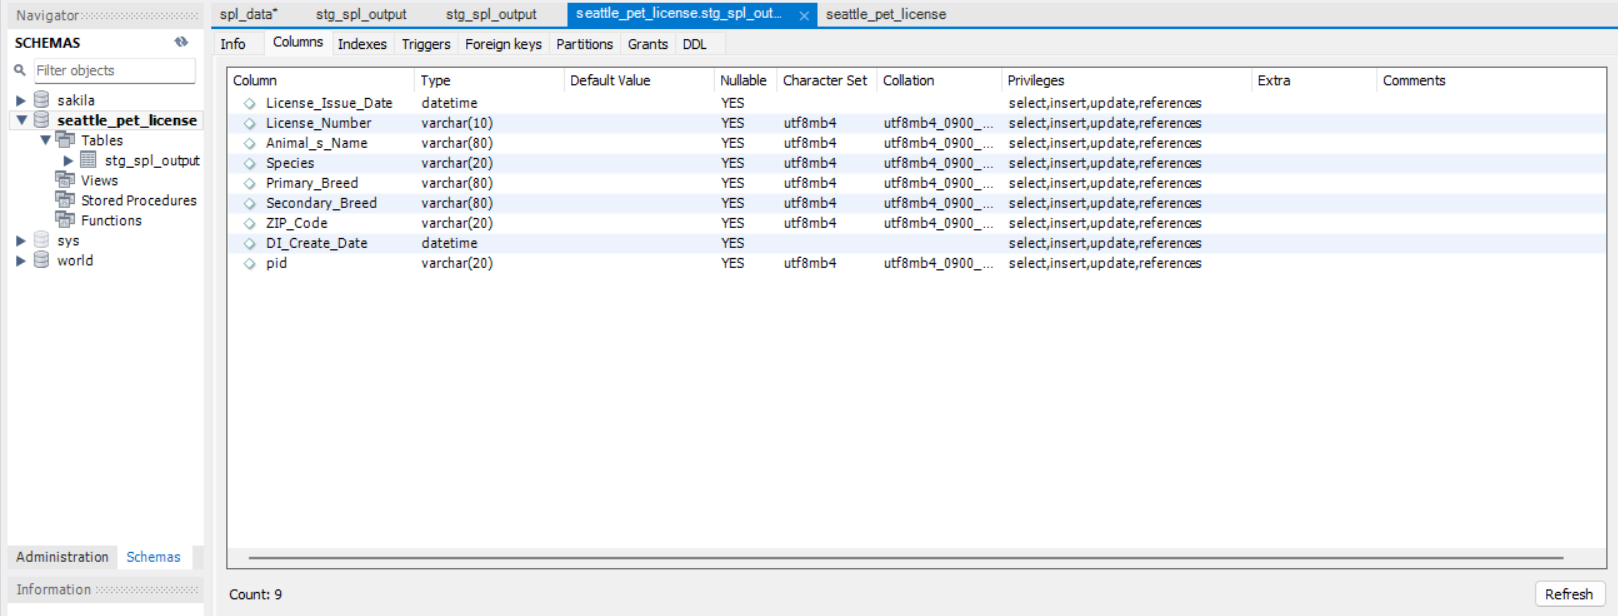 Navigator
SCHEMAS
Filter objects
sakila
seattle_pet_license
Tables
stg_spl_output
Views
Stored Procedures
Functions
sys
world
Administration Schemas
Information
spl_data* stg_spl_output stg_spl_output seattle_pet_license.stg_spl_out... seattle_pet_license
Info Columns Indexes Triggers Foreign keys Partitions Grants DDL
Column Type Default Value Nullable Character Set Collation Privileges Extra Comments
License_Issue_Date datetime YES select,insert,update,references
License_Number varchar(10) YES utf8mb4 utf8mb4_0900_... select,insert,update,references
Animal_s_Name varchar(80) YES utf8mb4 utf8mb4_0900_... select,insert,update,references
Species varchar(20) YES utf8mb4 utf8mb4_0900_... select,insert,update,references
Primary_Breed varchar(80) YES utf8mb4 utf8mb4_0900_... select,insert,update,references
Secondary_Breed varchar(80) YES utf8mb4 utf8mb4_0900_... select,insert,update,references
ZIP_Code varchar(20) YES utf8mb4 utf8mb4_0900_... select,insert,update,references
DI_Create_Date datetime YES select,insert,update,references
pid varchar(20) YES utf8mb4 utf8mb4_0900_... select,insert,update,references
Count: 9
Refresh